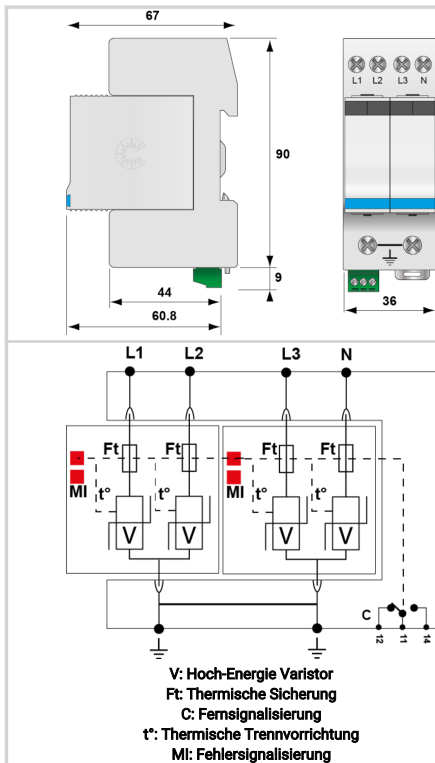 67
L1 L2 L3 N
90
9
44
60.8
36
L1 L2 L3 N
Ft Ft Ft Ft
MI t° t° MI t° t°
V V V V
C
12 11 14
V: Hoch-Energie Varistor
Ft: Thermische Sicherung
C: Fernsignalisierung
t°: Thermische Trennvorrichtung
MI: Fehlersignalisierung